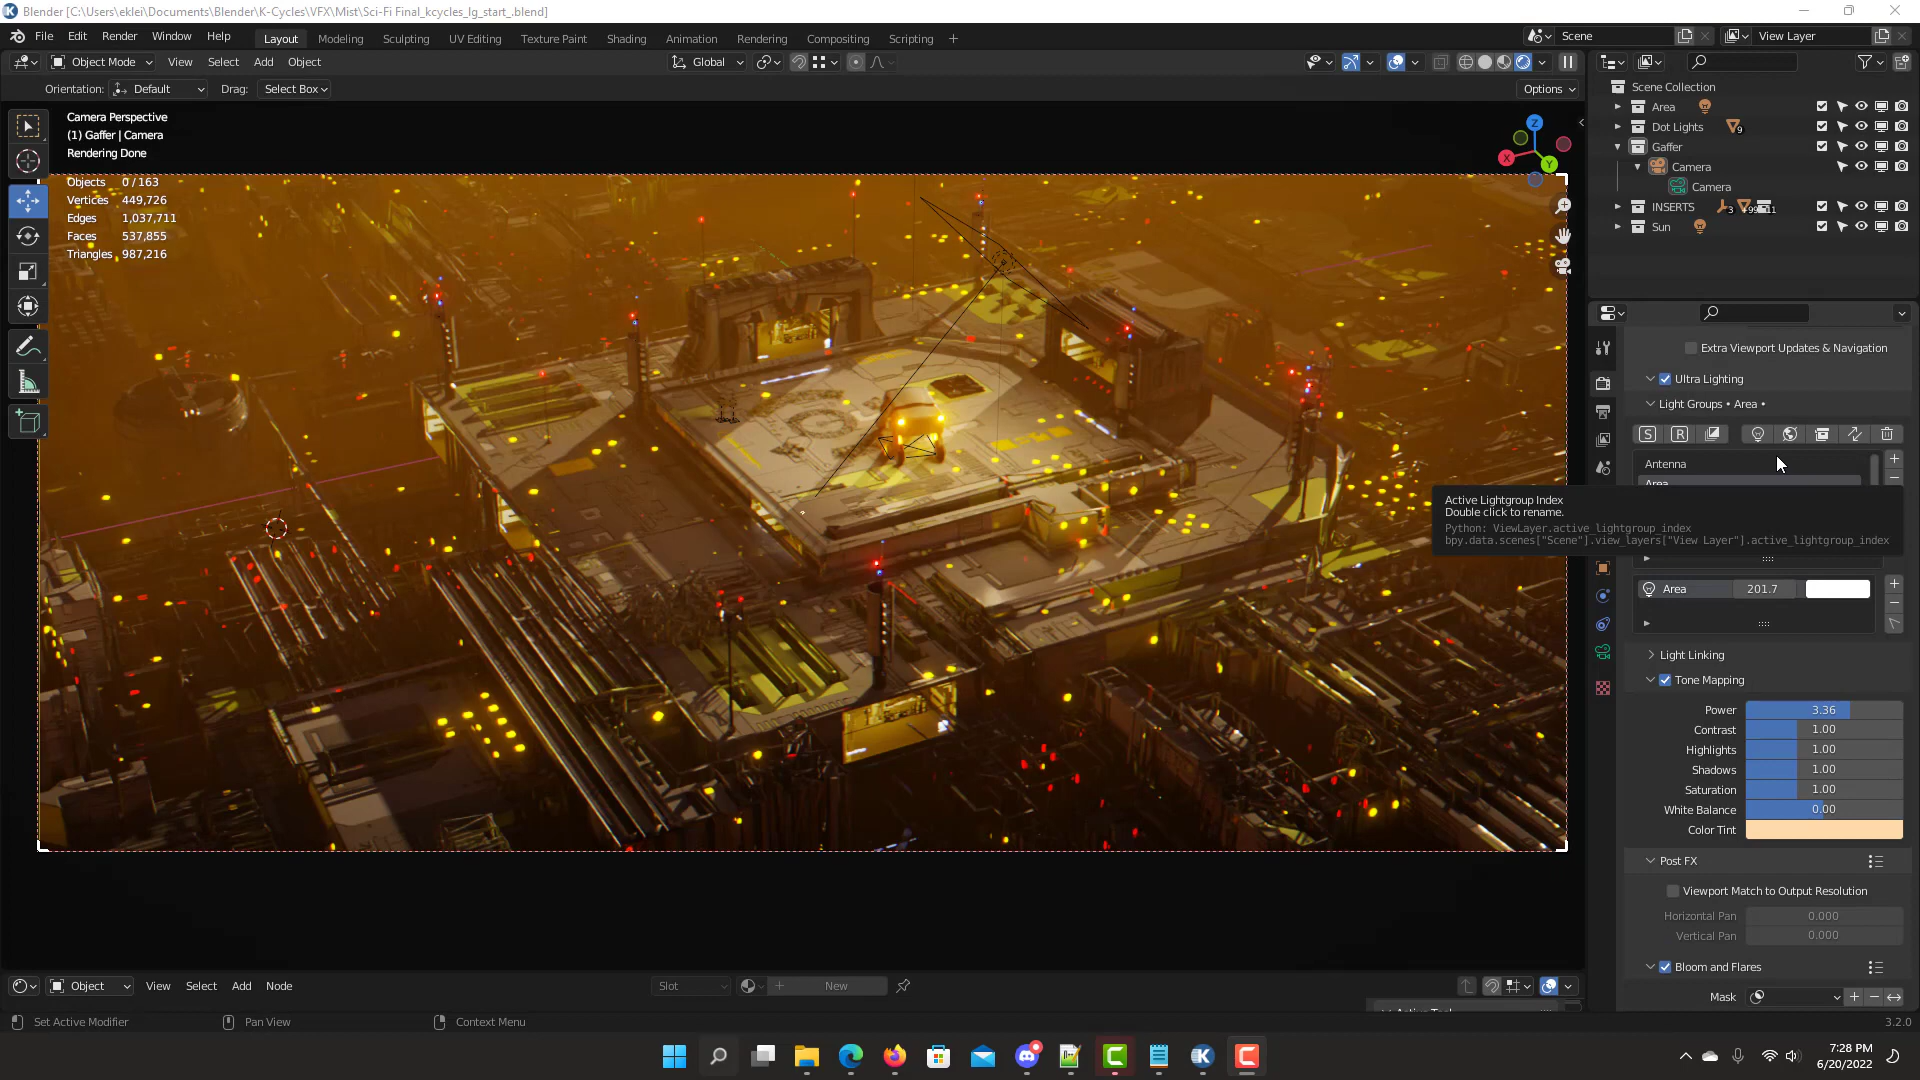 Blender [C:\Users\eklei\Documents\Blender\K-Cycles\VFX\Mist\Sci-Fi Final_kcycles_lg_start_.blend]
File Edit Render Window Help
Layout Modeling Sculpting UV Editing Texture Paint Shading Animation Rendering Compositing Scripting +
Scene
View Layer
Object Mode View Select Add Object
Global
Orientation: Default Drag: Select Box
Options
Camera Perspective
(1) Gaffer | Camera
Rendering Done
Objects 0 / 163
Vertices 449,726
Edges 1,037,711
Faces 537,855
Triangles 987,216
Z
X
Y
Scene Collection
Area
Dot Lights 9
Gaffer
Camera
Camera
INSERTS 3 +99 11
Sun
Extra Viewport Updates & Navigation
Ultra Lighting
Light Groups • Area •
S R
Antenna
Area
Active Lightgroup Index
Double click to rename.
Python: ViewLayer.active_lightgroup_index
bpy.data.scenes["Scene"].view_layers["View Layer"].active_lightgroup_index
Area 201.7
Light Linking
Tone Mapping
Power 3.36
Contrast 1.00
Highlights 1.00
Shadows 1.00
Saturation 1.00
White Balance 0.00
Color Tint
Post FX
Viewport Match to Output Resolution
Horizontal Pan 0.000
Vertical Pan 0.000
Bloom and Flares
Mask
Object View Select Add Node
Slot
New
Set Active Modifier
Pan View
Context Menu
3.2.0
7:28 PM
6/20/2022